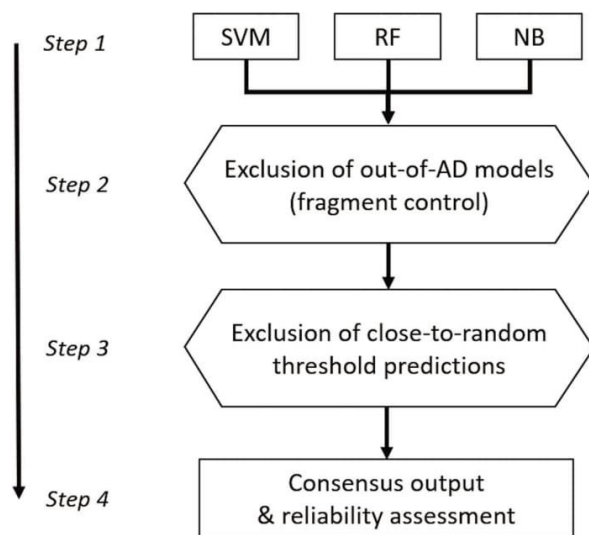 Step 1
SVM
RF
NB
Step 2
Exclusion of out-of-AD models
(fragment control)
Step 3
Exclusion of close-to-random
threshold predictions
Step 4
Consensus output
& reliability assessment